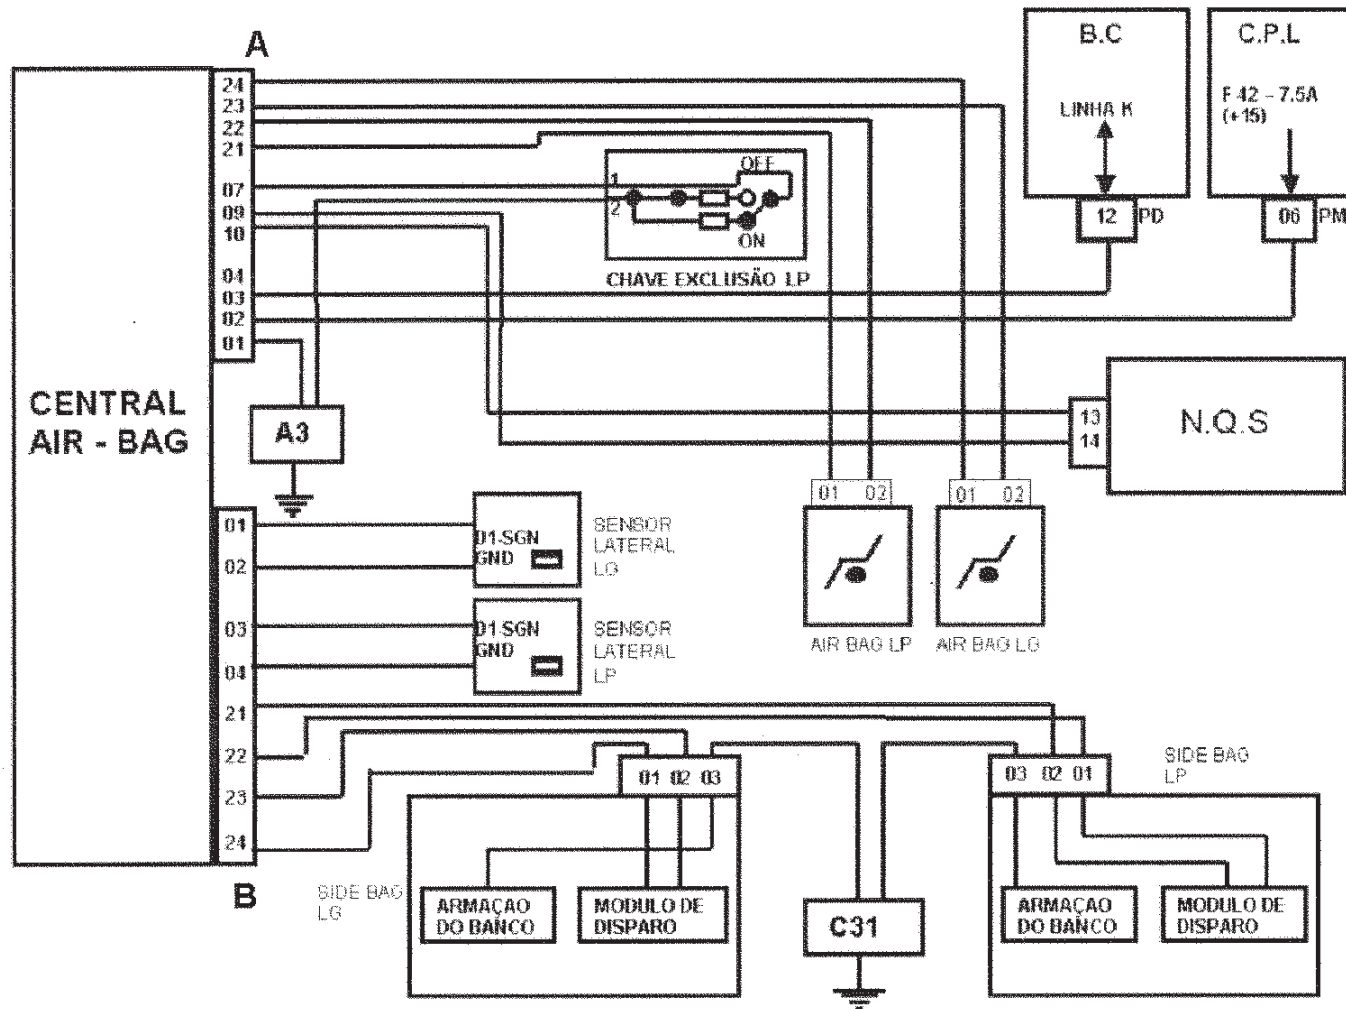 A
24
23
22
21
07
09
10
04
03
02
01
CENTRAL
AIR - BAG
A3
OFF
1
2
ON
CHAVE EXCLUSÃO LP
B.C
LINHA K
12
PD
C.P.L
F 42 - 7.5A
(+15)
06
PM
13
14
N.Q.S
01 02
AIR BAG LP
01 02
AIR BAG LG
01
02
03
04
21
22
23
24
B
01-SGN
GND
SENSOR
LATERAL
LG
01-SGN
GND
SENSOR
LATERAL
LP
01 02 03
SIDE BAG
LG
ARMAÇAO
DO BANCO
MODULO DE
DISPARO
C31
03 02 01
SIDE BAG
LP
ARMAÇAO
DO BANCO
MODULO DE
DISPARO